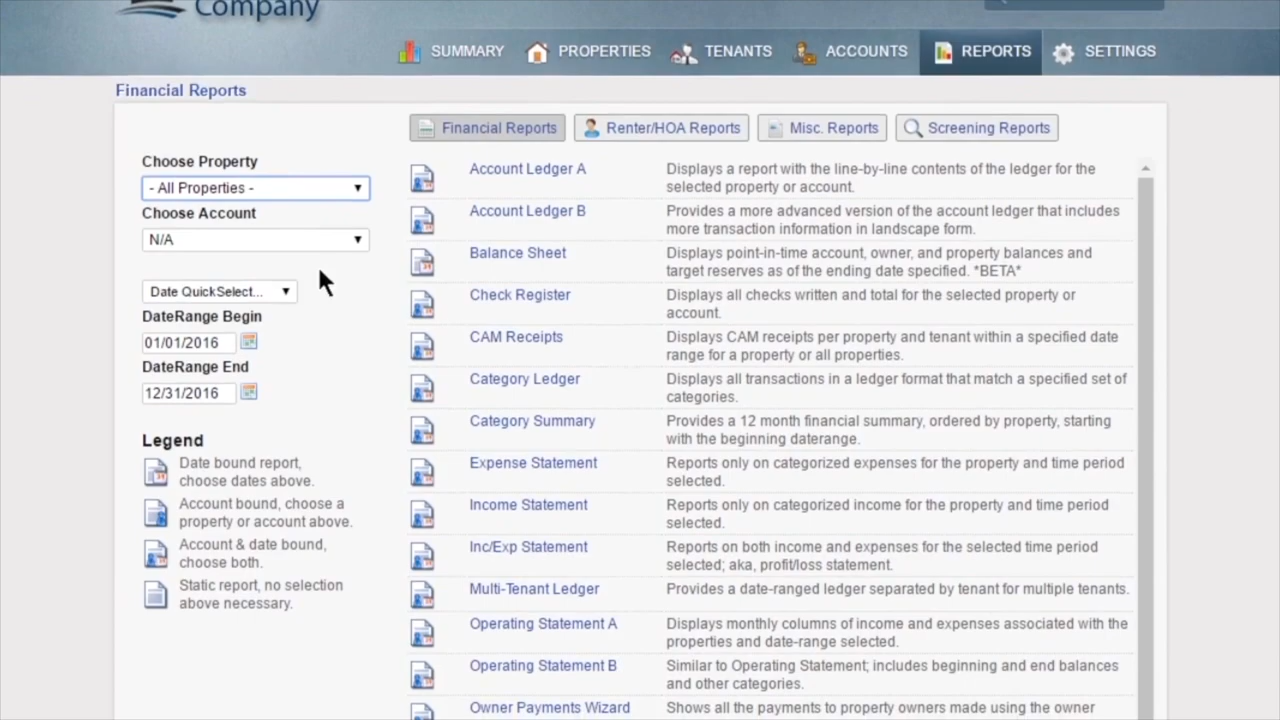 Company
SUMMARY PROPERTIES TENANTS ACCOUNTS REPORTS SETTINGS
Financial Reports
Financial Reports Renter/HOA Reports Misc. Reports Screening Reports
Choose Property
- All Properties -
Choose Account
N/A
Date QuickSelect...
DateRange Begin
01/01/2016
DateRange End
12/31/2016
Legend
Date bound report,
choose dates above.
Account bound, choose a
property or account above.
Account & date bound,
choose both.
Static report, no selection
above necessary.
Account Ledger A
Displays a report with the line-by-line contents of the ledger for the
selected property or account.
Account Ledger B
Provides a more advanced version of the account ledger that includes
more transaction information in landscape form.
Balance Sheet
Displays point-in-time account, owner, and property balances and
target reserves as of the ending date specified. *BETA*
Check Register
Displays all checks written and total for the selected property or
account.
CAM Receipts
Displays CAM receipts per property and tenant within a specified date
range for a property or all properties.
Category Ledger
Displays all transactions in a ledger format that match a specified set of
categories.
Category Summary
Provides a 12 month financial summary, ordered by property, starting
with the beginning daterange.
Expense Statement
Reports only on categorized expenses for the property and time period
selected.
Income Statement
Reports only on categorized income for the property and time period
selected.
Inc/Exp Statement
Reports on both income and expenses for the selected time period
selected; aka, profit/loss statement.
Multi-Tenant Ledger
Provides a date-ranged ledger separated by tenant for multiple tenants.
Operating Statement A
Displays monthly columns of income and expenses associated with the
properties and date-range selected.
Operating Statement B
Similar to Operating Statement; includes beginning and end balances
and other categories.
Owner Payments Wizard
Shows all the payments to property owners made using the owner